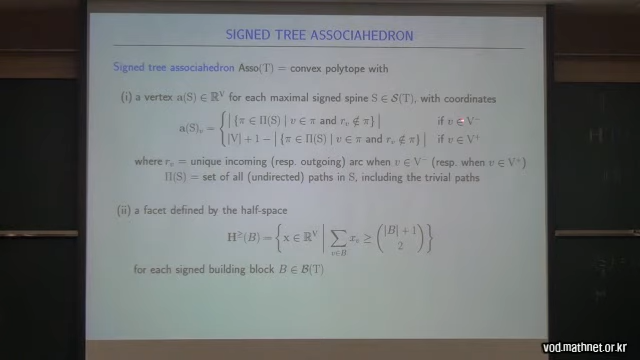 SIGNED TREE ASSOCIAHEDRON
Signed tree associahedron Asso(T) = convex polytope with
(i) a vertex a(S) ∈ ℝ^V for each maximal signed spine S ∈ 𝒮(T), with coordinates
a(S)_v = { |{π ∈ Π(S) | v ∈ π and r_v ∉ π}| if v ∈ V⁻
|V| + 1 − |{π ∈ Π(S) | v ∈ π and r_v ∉ π}| if v ∈ V⁺
where r_v = unique incoming (resp. outgoing) arc when v ∈ V⁻ (resp. when v ∈ V⁺)
Π(S) = set of all (undirected) paths in S, including the trivial paths
(ii) a facet defined by the half-space
H^≥(B) = { x ∈ ℝ^V | ∑_{v∈B} x_v ≥ \binom{|B| + 1}{2} }
for each signed building block B ∈ ℬ(T)
vod.mathnet.or.kr